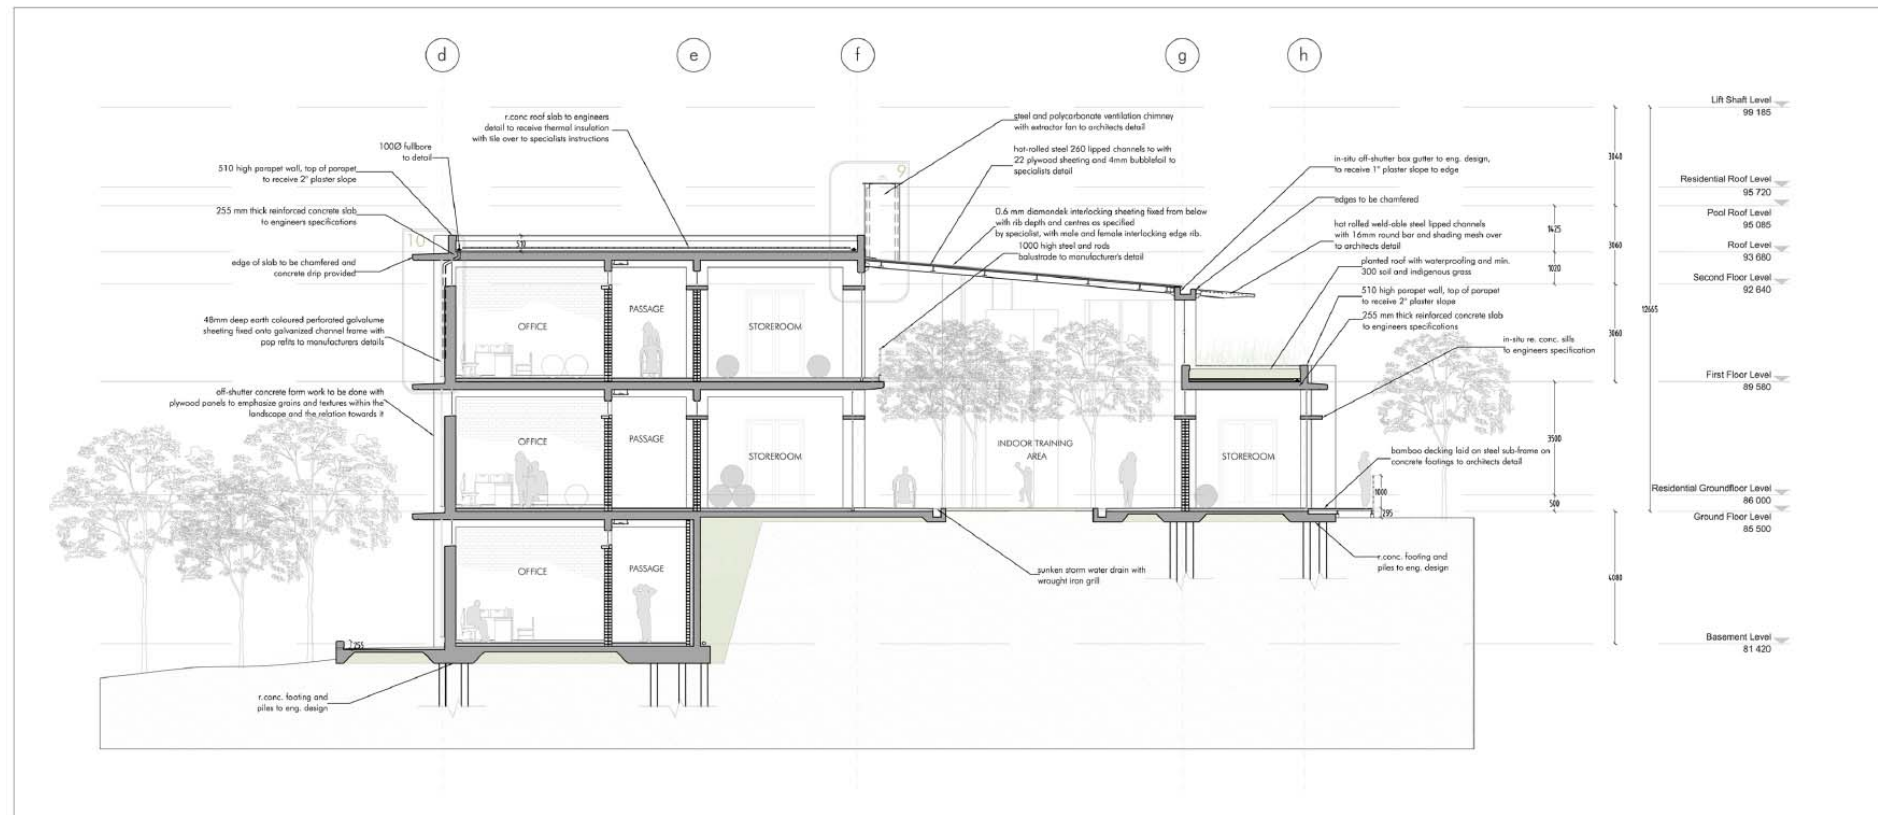 d
e
f
g
h
r.conc roof slab to engineers
detail to receive thermal insulation
with tile over to specialists instructions
100Ø fullbore
to detail
510 high parapet wall, top of parapet
to receive 2° plaster slope
255 mm thick reinforced concrete slab
to engineers specifications
10
edge of slab to be chamfered and
concrete drip provided
48mm deep earth coloured perforated galvalume
sheeting fixed onto galvanized channel frame with
pop refits to manufacturers details
off-shutter concrete form work to be done with
plywood panels to emphasize grains and textures within the
landscape and the relation towards it
510
9
steel and polycarbonate ventilation chimney
with extractor fan to architects detail
hot-rolled steel 260 lipped channels to with
22 plywood sheeting and 4mm bubblefoil to
specialists detail
0.6 mm diamondek interlocking sheeting fixed from below
with rib depth and centres as specified
by specialist, with male and female interlocking edge rib.
1000 high steel and rods
balustrade to manufacturer's detail
in-situ off-shutter box gutter to eng. design,
to receive 1° plaster slope to edge
edges to be chamfered
hot rolled weld-able steel lipped channels
with 16mm round bar and shading mesh over
to architects detail
planted roof with waterproofing and min.
300 soil and indigenous grass
510 high parapet wall, top of parapet
to receive 2° plaster slope
255 mm thick reinforced concrete slab
to engineers specifications
in-situ re. conc. sills
to engineers specification
bamboo decking laid on steel sub-frame on
concrete footings to architects detail
OFFICE
PASSAGE
STOREROOM
OFFICE
PASSAGE
STOREROOM
INDOOR TRAINING
AREA
STOREROOM
OFFICE
PASSAGE
sunken storm water drain with
wrought iron grill
r.conc. footing and
piles to eng. design
255
r.conc. footing and
piles to eng. design
1000
295
1425
1020
3500
500
3040
3060
3060
4080
12665
Lift Shaft Level
99 185
Residential Roof Level
95 720
Pool Roof Level
95 085
Roof Level
93 680
Second Floor Level
92 640
First Floor Level
89 580
Residential Groundfloor Level
86 000
Ground Floor Level
85 500
Basement Level
81 420